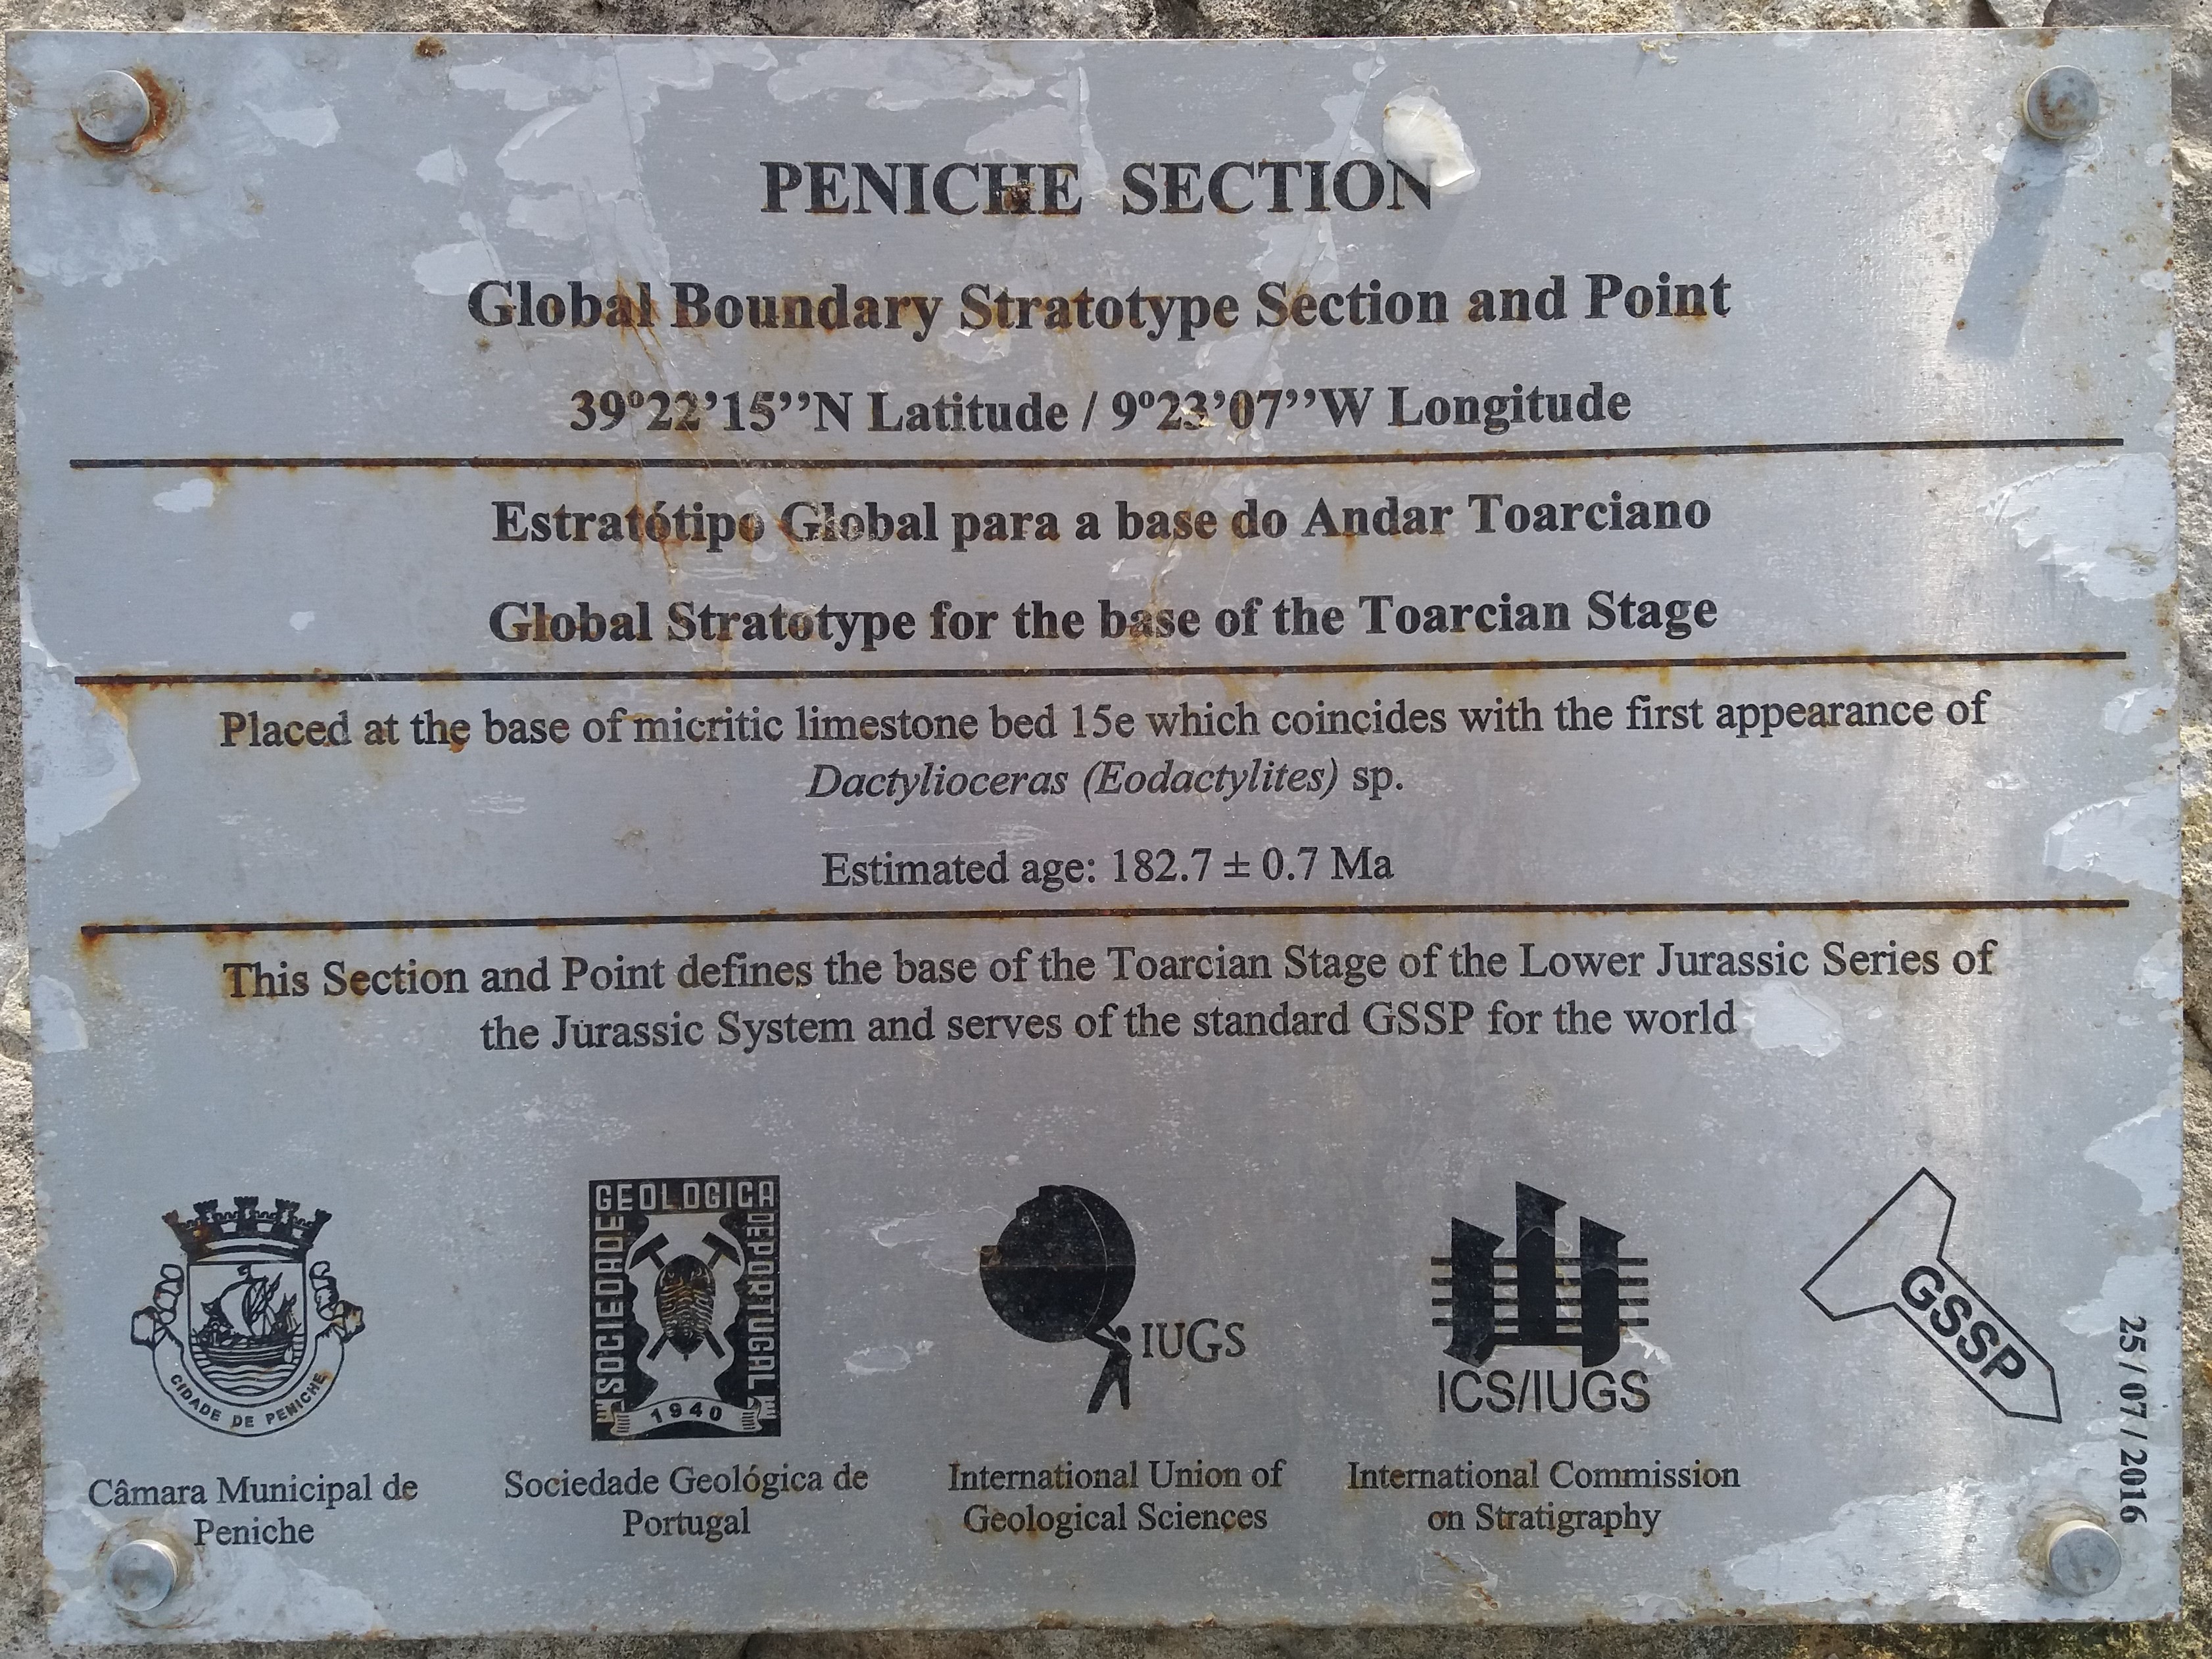 PENICHE SECTION
Global Boundary Stratotype Section and Point
39º22’15’’N Latitude / 9º23’07’’W Longitude
Estratótipo Global para a base do Andar Toarciano
Global Stratotype for the base of the Toarcian Stage
Placed at the base of micritic limestone bed 15e which coincides with the first appearance of
Dactylioceras (Eodactylites) sp.
Estimated age: 182.7 ± 0.7 Ma
This Section and Point defines the base of the Toarcian Stage of the Lower Jurassic Series of
the Jurassic System and serves of the standard GSSP for the world
CIDADE DE PENICHE
Câmara Municipal de
Peniche
SOCIEDADE GEOLOGICA DE PORTUGAL
1940
Sociedade Geológica de
Portugal
IUGS
International Union of
Geological Sciences
ICS/IUGS
International Commission
on Stratigraphy
GSSP
25 / 07 / 2016